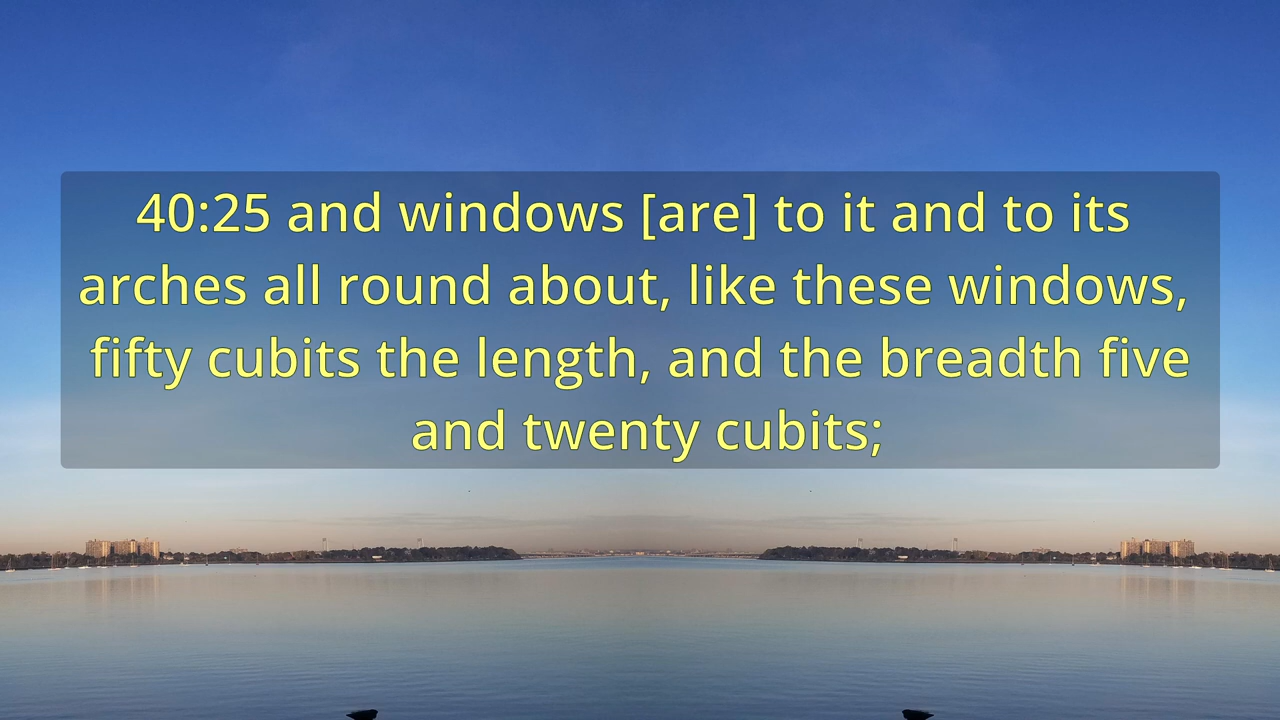 40:25 and windows [are] to it and to its
arches all round about, like these windows,
fifty cubits the length, and the breadth five
and twenty cubits;